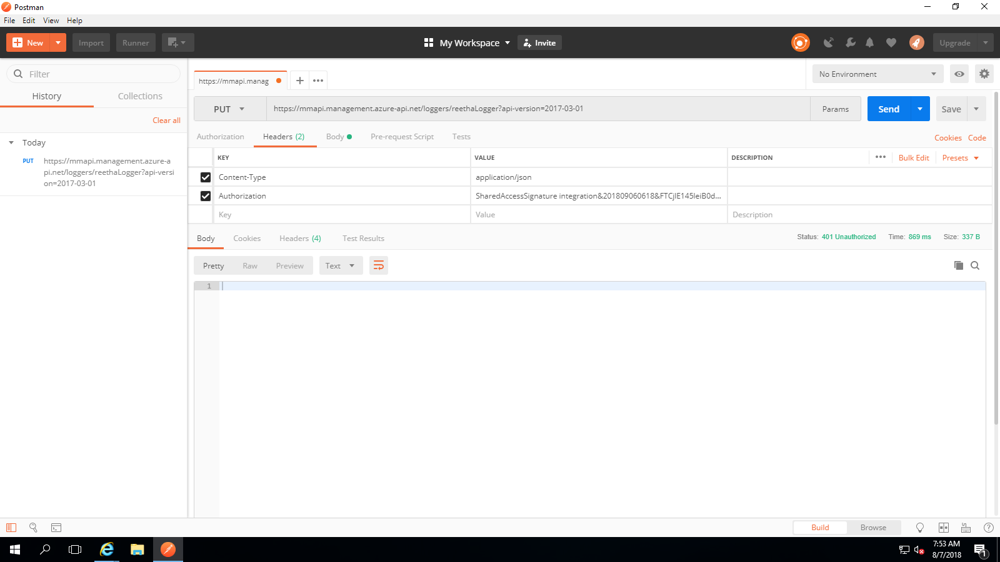 Postman
File Edit View Help
New Import Runner My Workspace Invite Upgrade
Filter
History Collections
Clear all
Today
PUT https://mmapi.management.azure-a
pi.net/loggers/reethaLogger?api-versi
on=2017-03-01
https://mmapi.manag
No Environment
PUT https://mmapi.management.azure-api.net/loggers/reethaLogger?api-version=2017-03-01 Params Send Save
Authorization Headers (2) Body Pre-request Script Tests Cookies Code
KEY VALUE DESCRIPTION Bulk Edit Presets
Content-Type application/json
Authorization SharedAccessSignature integration&201809060618&FTCjIE145leiB0d...
Key Value Description
Body Cookies Headers (4) Test Results Status: 401 Unauthorized Time: 869 ms Size: 337 B
Pretty Raw Preview Text
1
Build Browse
7:53 AM
8/7/2018
1